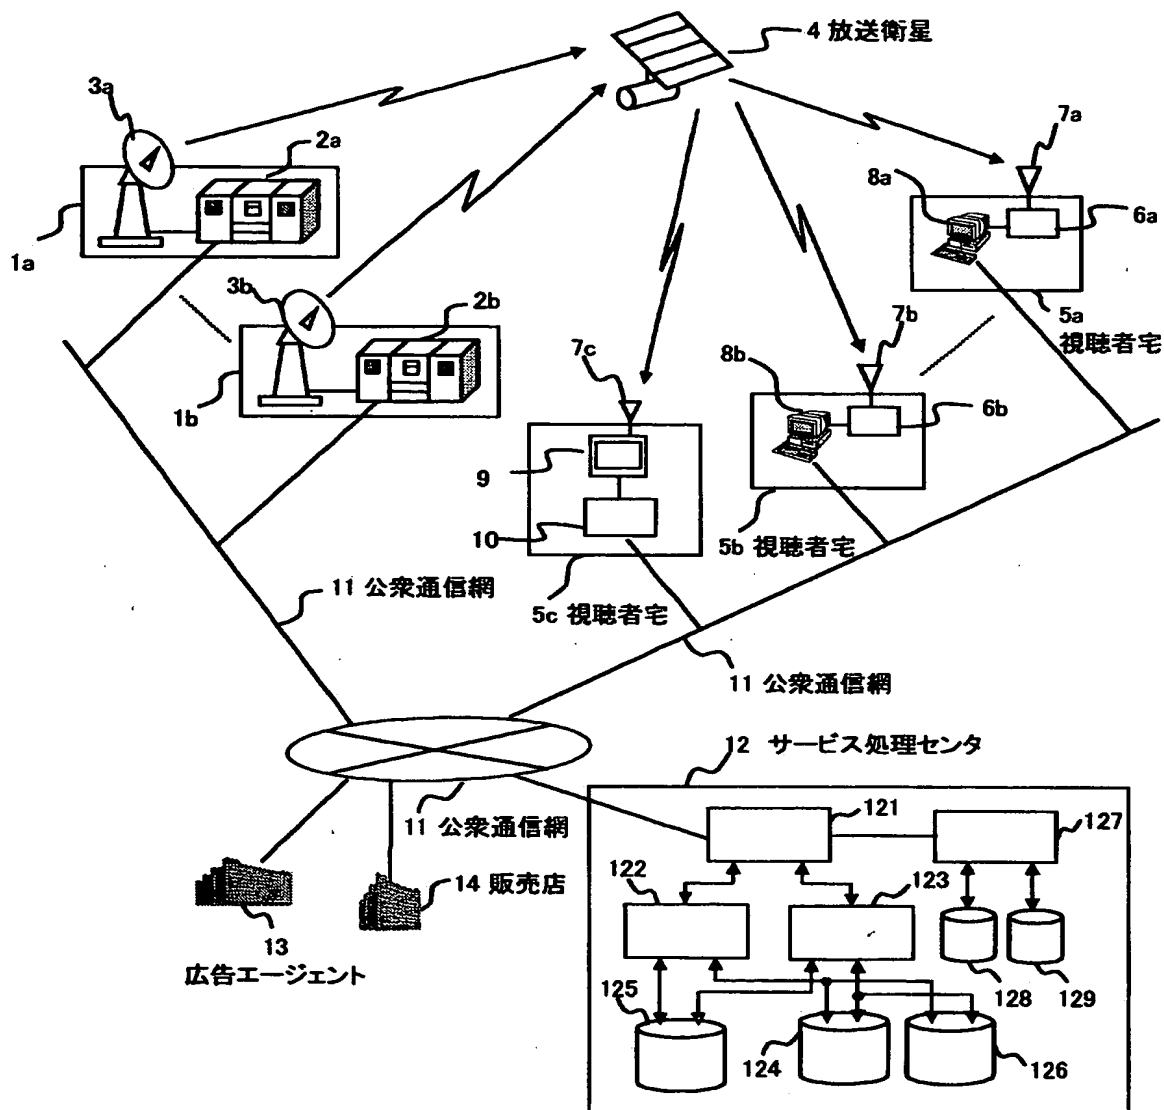 4 放送衛星
3a
2a
7a
8a
6a
1a
3b
2b
5a
視聴者宅
7b
7c
8b
6b
1b
9
10
5b 視聴者宅
11 公衆通信網
5c 視聴者宅
11 公衆通信網
12 サービス処理センタ
121
127
11 公衆通信網
122
123
14 販売店
13
広告エージェント
128
129
125
124
126